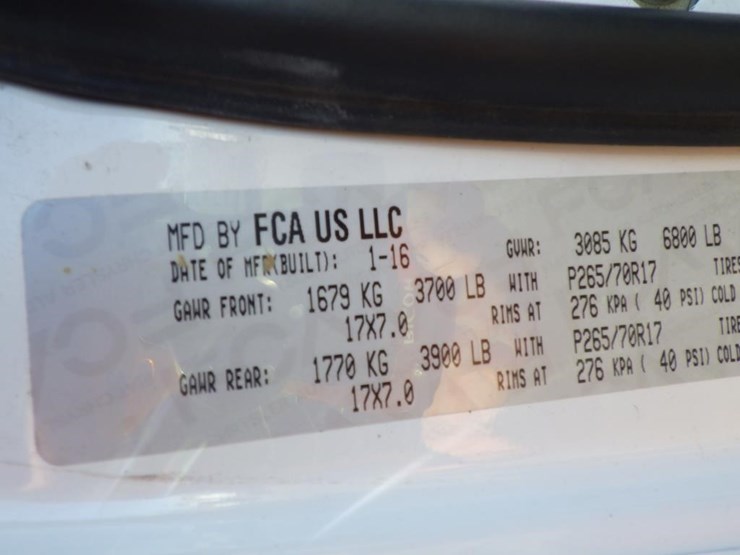 MFD BY FCA US LLC
DATE OF MFR(BUILT): 1-16 GVWR: 3085 KG 6800 LB
GAWR FRONT: 1679 KG 3700 LB WITH P265/70R17 TIRES
17X7.0 RIMS AT 276 KPA ( 40 PSI) COLD
GAWR REAR: 1770 KG 3900 LB WITH P265/70R17 TIRE
17X7.0 RIMS AT 276 KPA ( 40 PSI) COLD